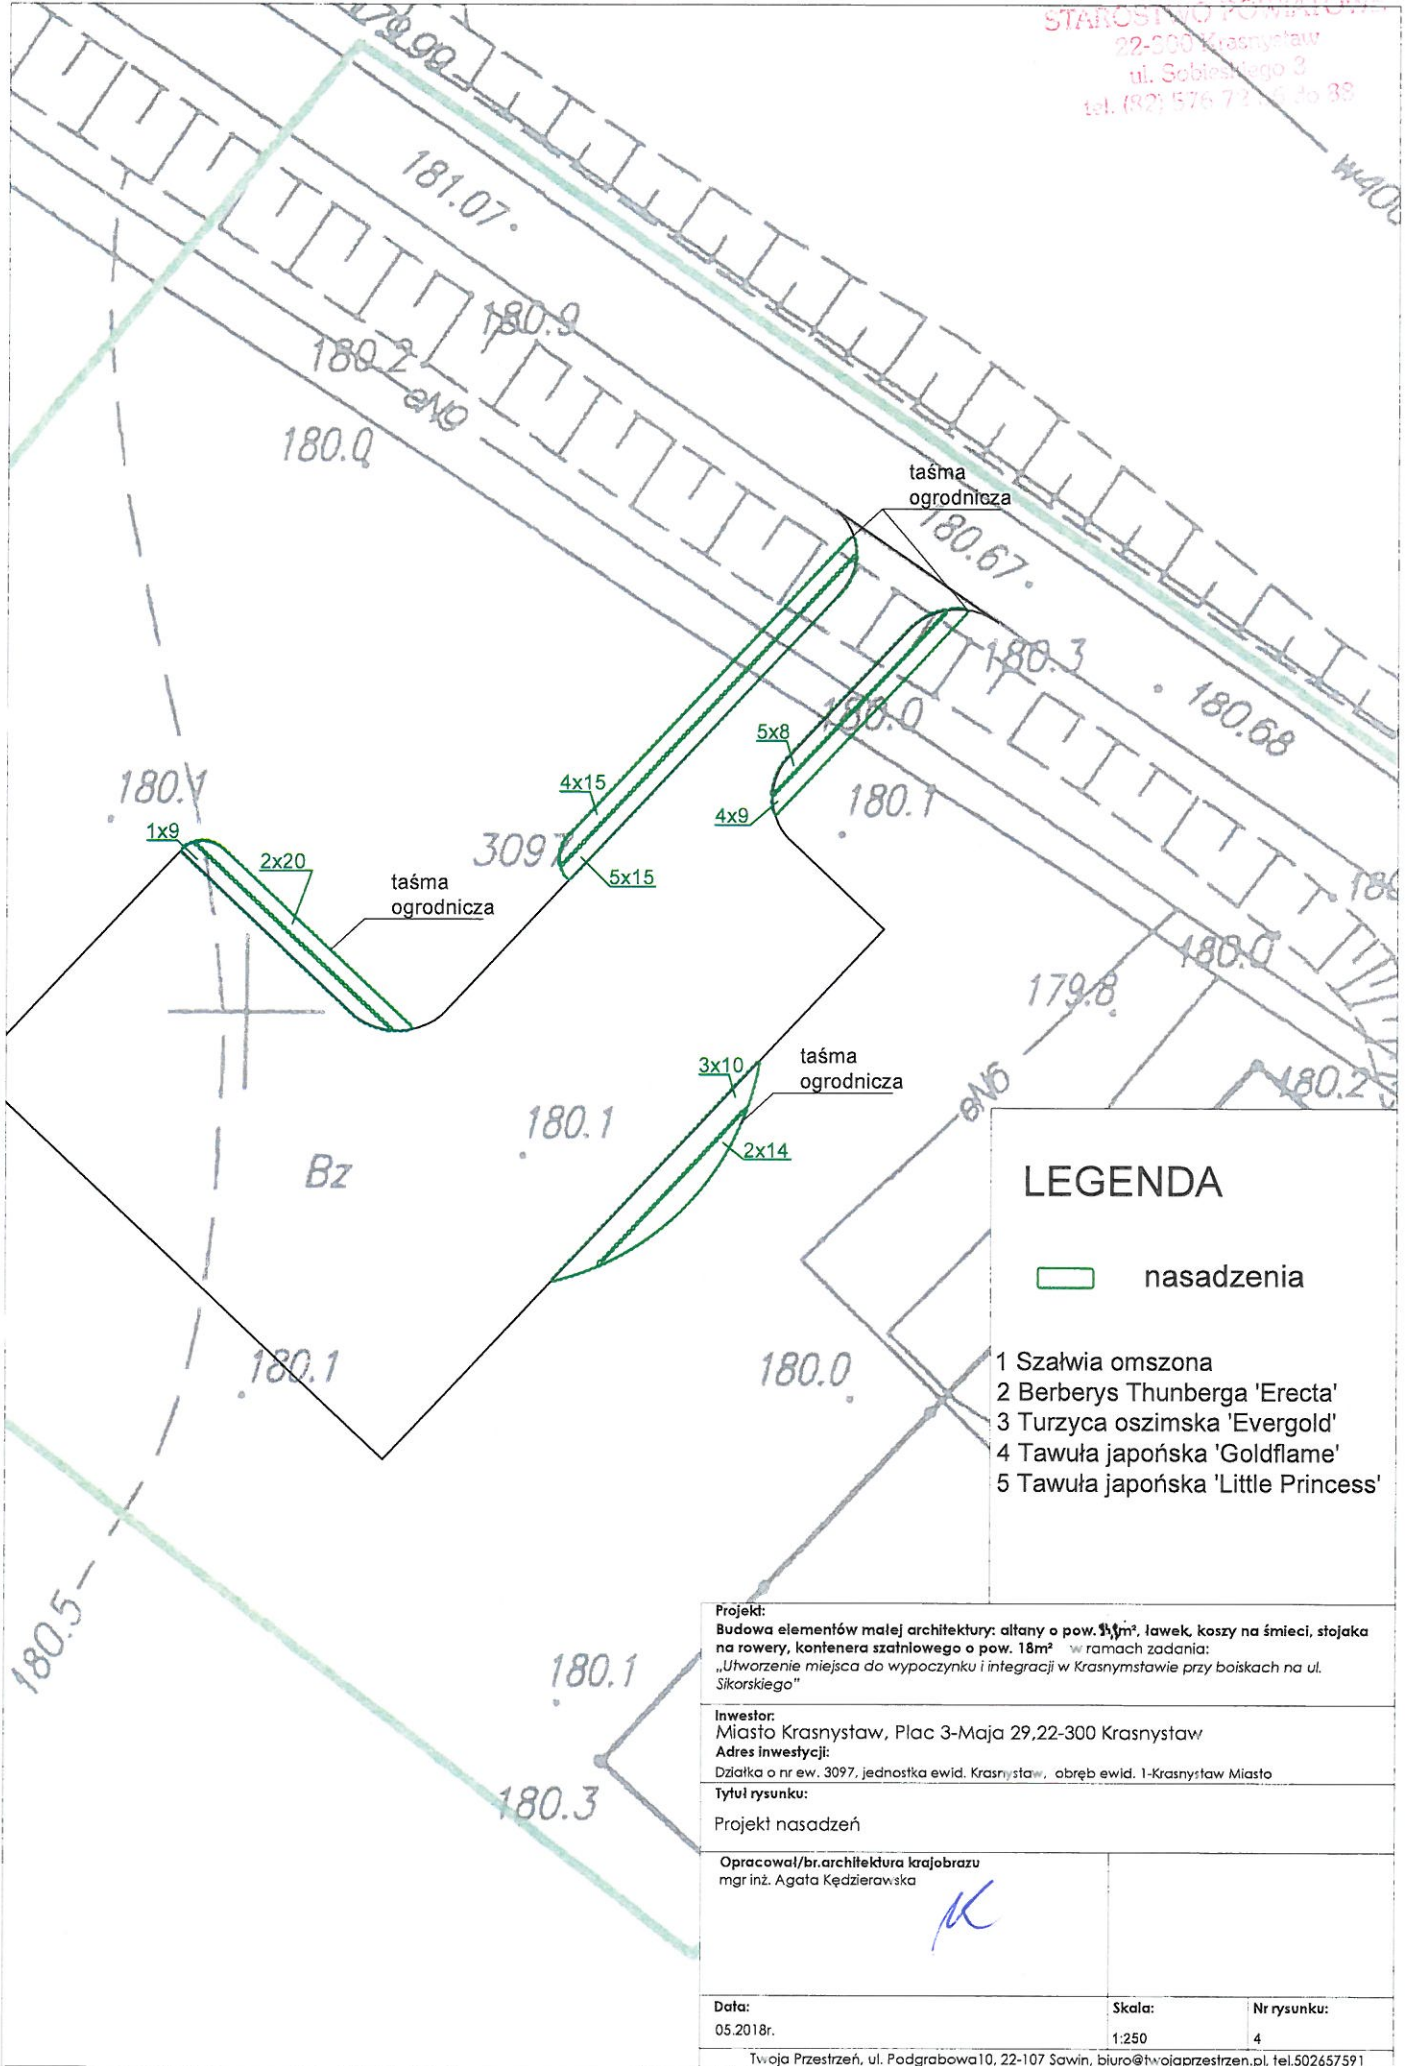 STAROSTWO POWIATOWE
22-300 Krasnystaw
ul. Sobieskiego 3
179.99
181.07
180.9
180.2
eN9
180.0
taśma
ogrodnicza
180.67
180.3
180.0
180.68
5x8
4x15
4x9
180.1
180.1
1x9
2x20
3097
5x15
taśma
ogrodnicza
180.0
179.8
3x10
taśma
ogrodnicza
180.2
180.1
2x14
Bz
LEGENDA
nasadzenia
180.1
180.0
1 Szałwia omszona
2 Berberys Thunberga 'Erecta'
3 Turzyca oszimska 'Evergold'
4 Tawuła japońska 'Goldflame'
5 Tawuła japońska 'Little Princess'
180.5
180.1
180.3
Projekt:
Budowa elementów małej architektury: altany o pow. m², ławek, koszy na śmieci, stojaka
na rowery, kontenera szatniowego o pow. 18m² w ramach zadania:
„Utworzenie miejsca do wypoczynku i integracji w Krasnymstawie przy boiskach na ul.
Sikorskiego"
Inwestor:
Miasto Krasnystaw, Plac 3-Maja 29,22-300 Krasnystaw
Adres inwestycji:
Działka o nr ew. 3097, jednostka ewid. Krasnystaw, obręb ewid. 1-Krasnystaw Miasto
Tytuł rysunku:
Projekt nasadzeń
Opracował/br.architektura krajobrazu
mgr inż. Agata Kędzierawska
Data:
05.2018r.
Skala:
1:250
Nr rysunku:
4
Twoja Przestrzeń, ul. Podgrabowa10, 22-107 Sawin, biuro@twojaprzestrzen.pl, tel.502657591